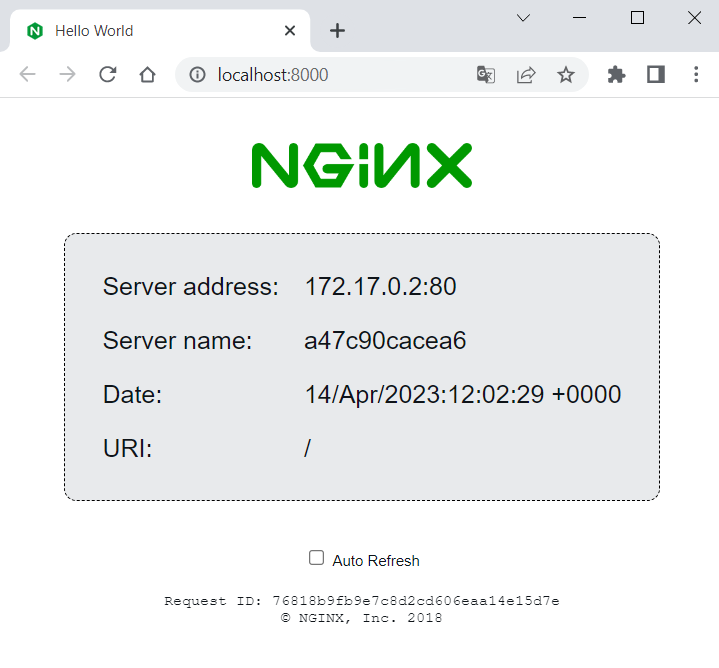 Hello World
localhost:8000
NGINX
Server address: 172.17.0.2:80
Server name: a47c90cacea6
Date: 14/Apr/2023:12:02:29 +0000
URI: /
Auto Refresh
Request ID: 76818b9fb9e7c8d2cd606eaa14e15d7e
© NGINX, Inc. 2018